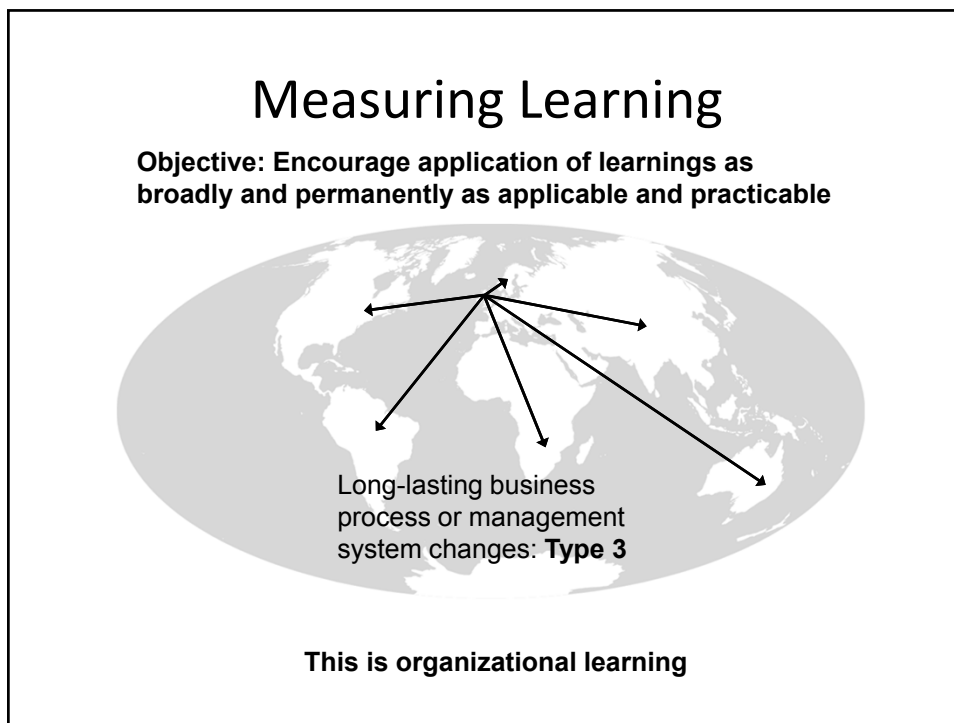 Measuring Learning
Objective: Encourage application of learnings as
broadly and permanently as applicable and practicable
Long-lasting business
process or management
system changes: Type 3
This is organizational learning